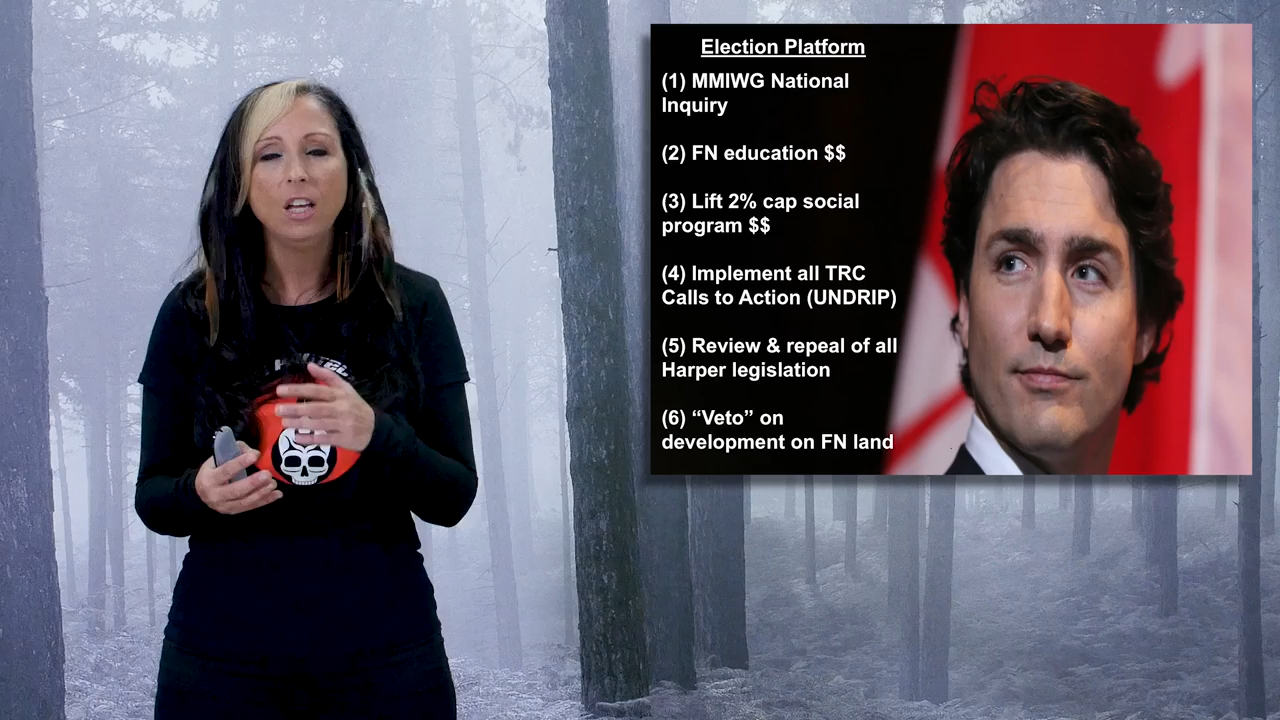 Election Platform
(1) MMIWG National
Inquiry
(2) FN education $$
(3) Lift 2% cap social
program $$
(4) Implement all TRC
Calls to Action (UNDRIP)
(5) Review & repeal of all
Harper legislation
(6) “Veto” on
development on FN land